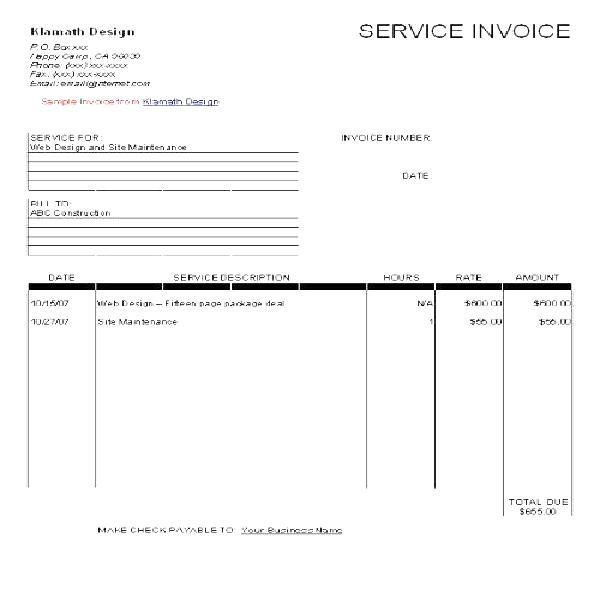 Klamath Design
SERVICE INVOICE
P.O. Box xxx
Happy Camp, CA 96039
Phone: (xxx) xxx-xxxx
Fax: (xxx) xxx-xxxx
Email: email@internet.com
Sample Invoice from Klamath Design
SERVICE FOR:
Web Design and Site Maintenance
INVOICE NUMBER:
DATE
BILL TO:
ABC Construction
DATE SERVICE DESCRIPTION HOURS RATE AMOUNT
10/15/07 Web Design – Fifteen page package deal N/A $600.00 $600.00
10/27/07 Site Maintenance 1 $55.00 $55.00
TOTAL DUE
$655.00
MAKE CHECK PAYABLE TO: Your Business Name